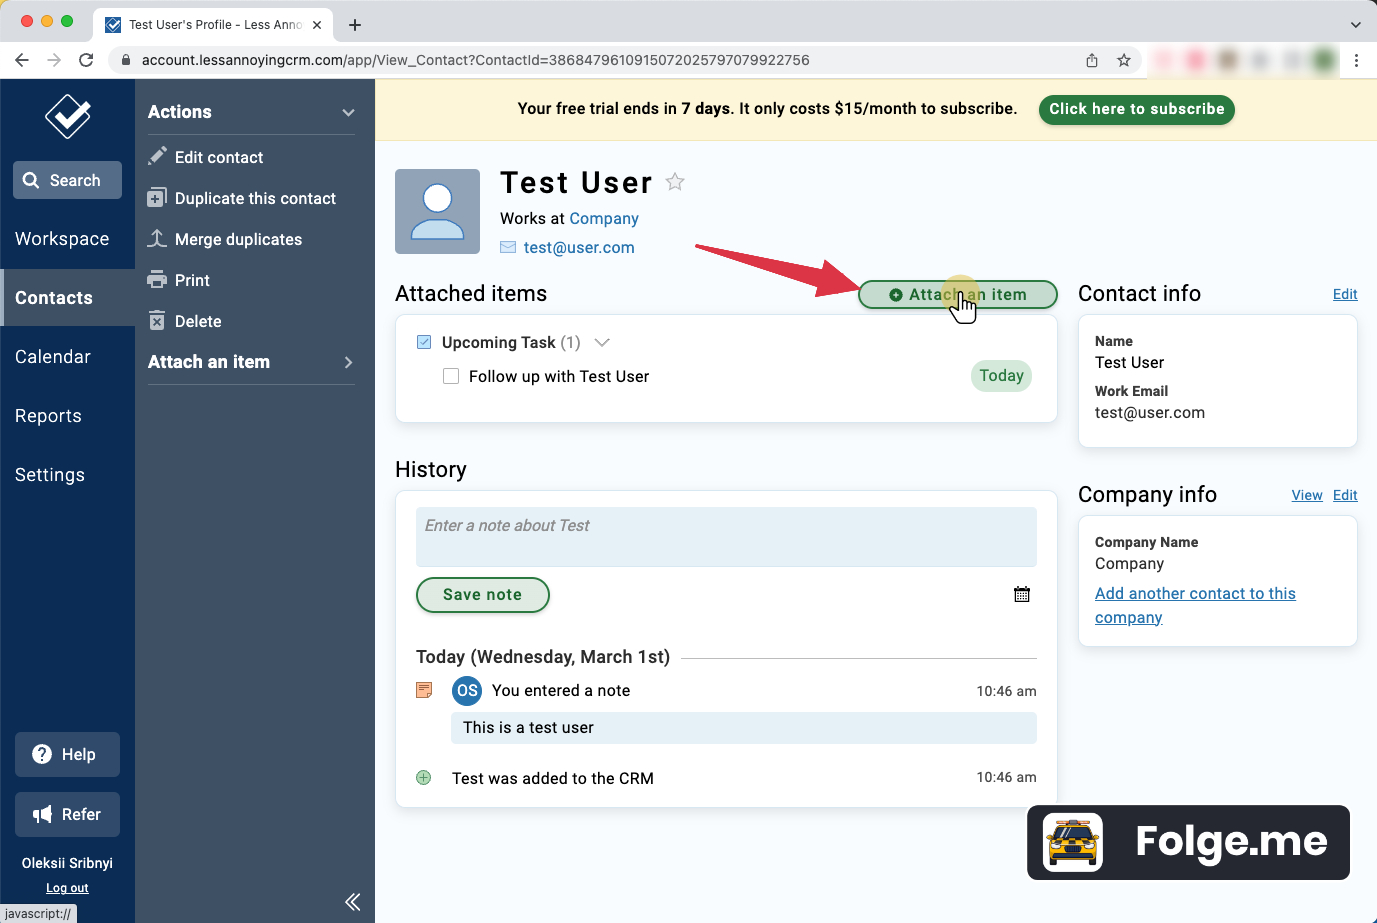 Test User's Profile - Less Anno
account.lessannoyingcrm.com/app/View_Contact?ContactId=3868479610915072025797079922756
Search
Workspace
Contacts
Calendar
Reports
Settings
Help
Refer
Oleksii Sribnyi
Log out
javascript://
Actions
Edit contact
Duplicate this contact
Merge duplicates
Print
Delete
Attach an item
Your free trial ends in 7 days. It only costs $15/month to subscribe.
Click here to subscribe
Test User
Works at Company
test@user.com
Attached items
Attach an item
Upcoming Task (1)
Follow up with Test User
Today
History
Enter a note about Test
Save note
Today (Wednesday, March 1st)
OS You entered a note 10:46 am
This is a test user
Test was added to the CRM 10:46 am
Contact info Edit
Name
Test User
Work Email
test@user.com
Company info View Edit
Company Name
Company
Add another contact to this
company
Folge.me